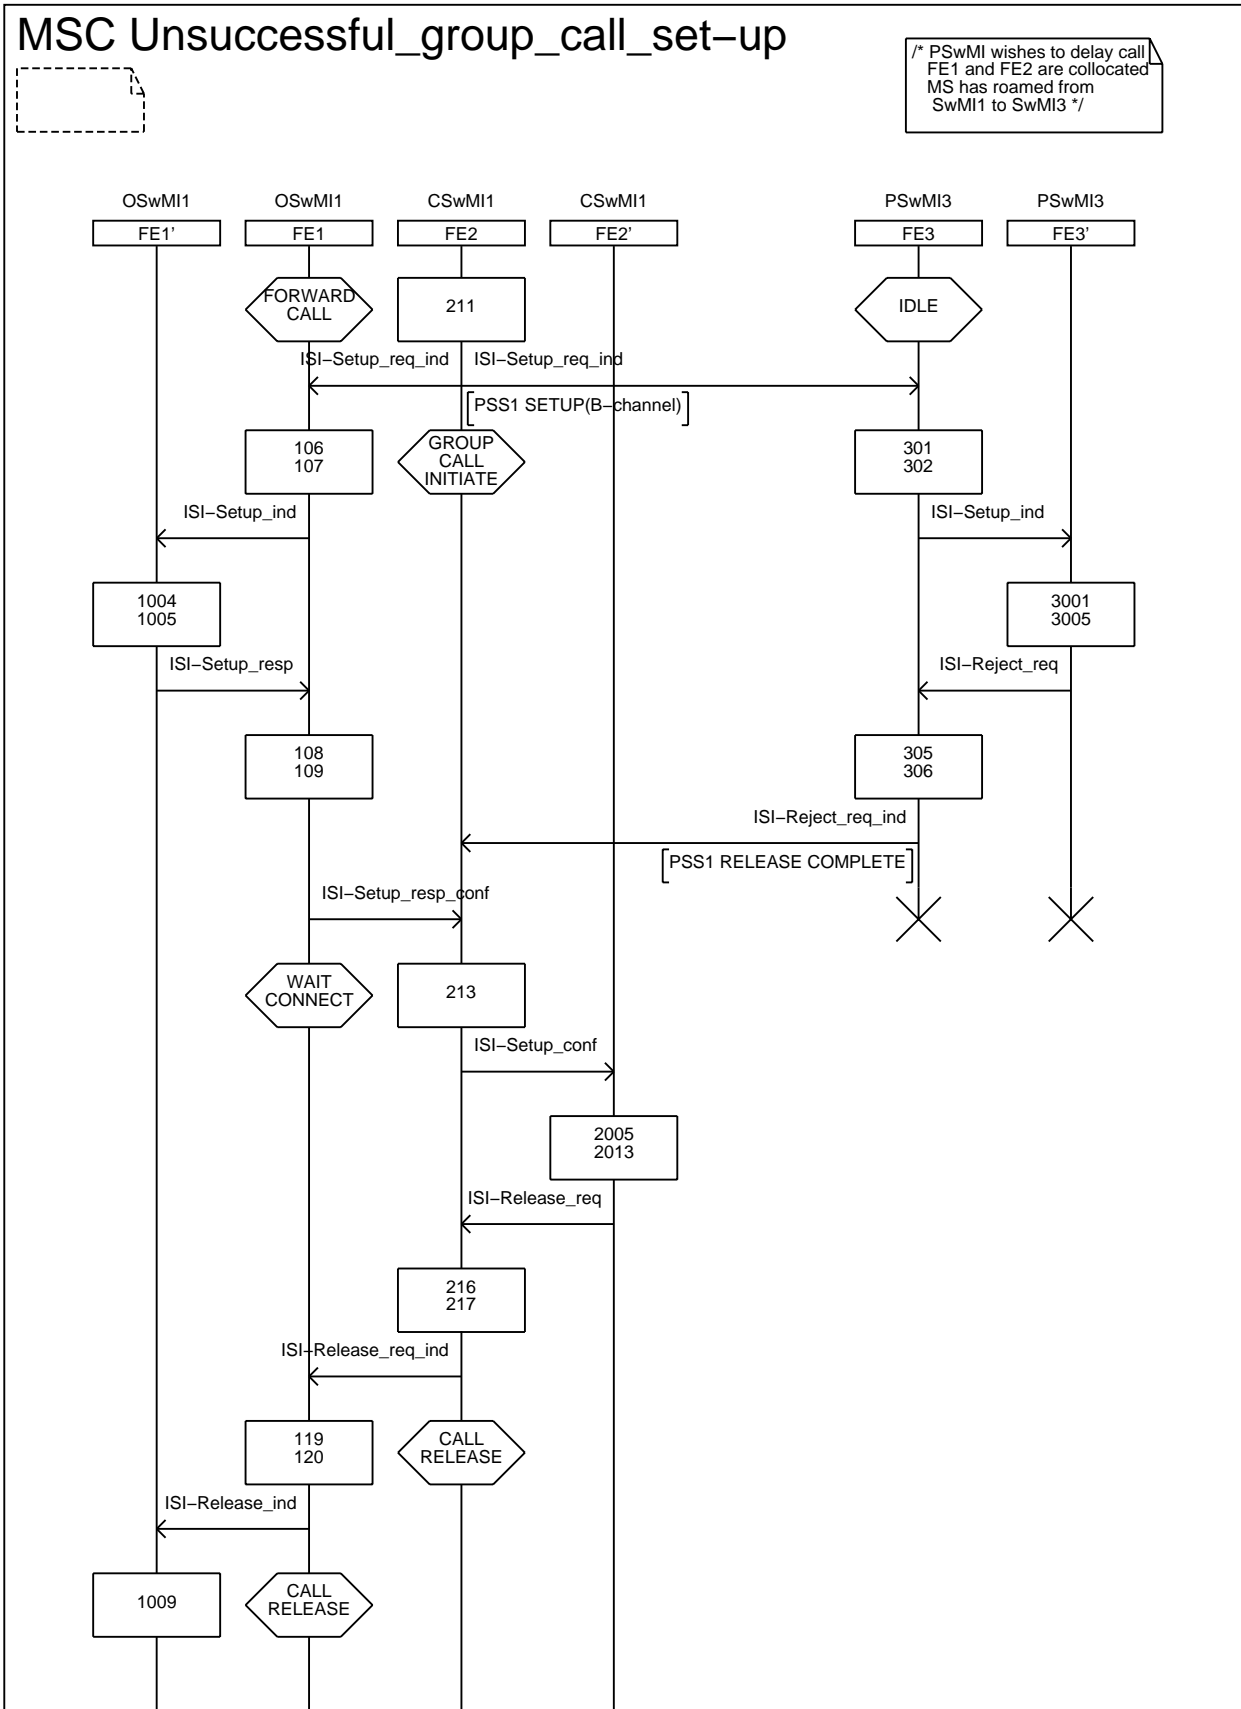 MSC Unsuccessful_group_call_set−up
/* PSwMI wishes to delay call
FE1 and FE2 are collocated
MS has roamed from
SwMI1 to SwMI3 */
OSwMI1 OSwMI1 CSwMI1 CSwMI1 PSwMI3 PSwMI3
FE1' FE1 FE2 FE2' FE3 FE3'
FORWARD
CALL
211
IDLE
ISI−Setup_req_ind ISI−Setup_req_ind
PSS1 SETUP(B−channel)
106
107
GROUP
CALL
INITIATE
301
302
ISI−Setup_ind ISI−Setup_ind
1004
1005
3001
3005
ISI−Setup_resp ISI−Reject_req
108
109
305
306
ISI−Reject_req_ind
PSS1 RELEASE COMPLETE
ISI−Setup_resp_conf
WAIT
CONNECT
213
ISI−Setup_conf
2005
2013
ISI−Release_req
216
217
ISI−Release_req_ind
119
120
CALL
RELEASE
ISI−Release_ind
1009
CALL
RELEASE